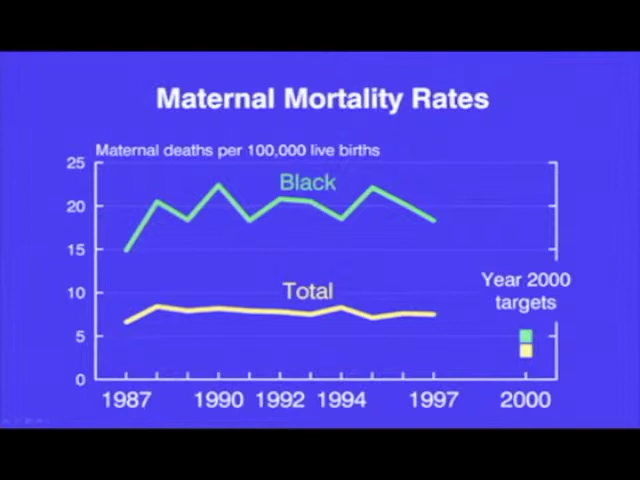 Maternal Mortality Rates
Maternal deaths per 100,000 live births
25
20
15
10
5
0
Black
Total
Year 2000
targets
1987 1990 1992 1994 1997 2000